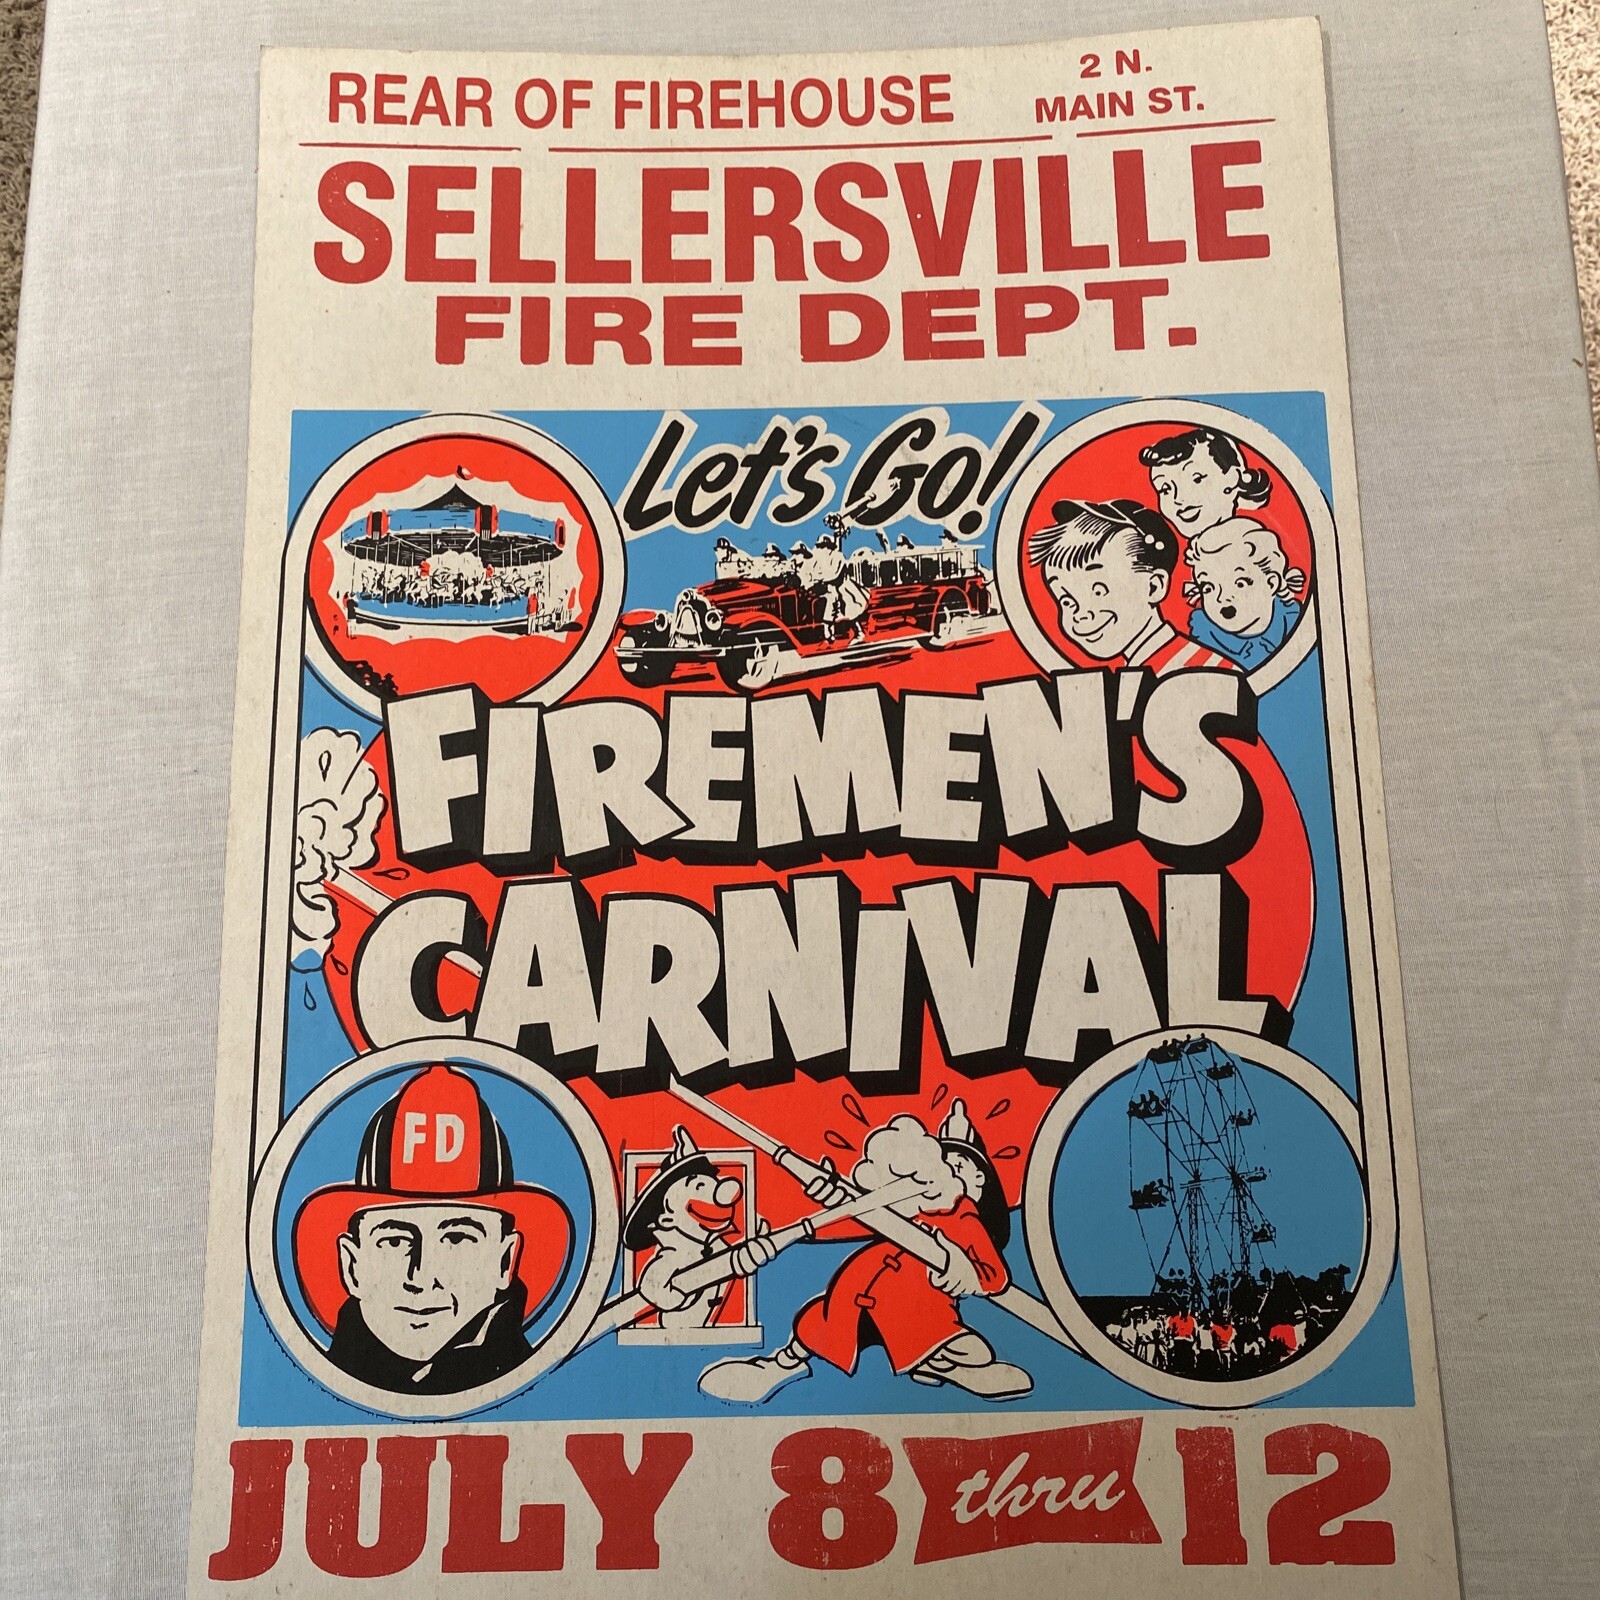 REAR OF FIREHOUSE
2 N.
MAIN ST.
SELLERSVILLE
FIRE DEPT.
Let's Go!
FIREMEN'S
CARNiVAL
FD
JULY 8 thru 12